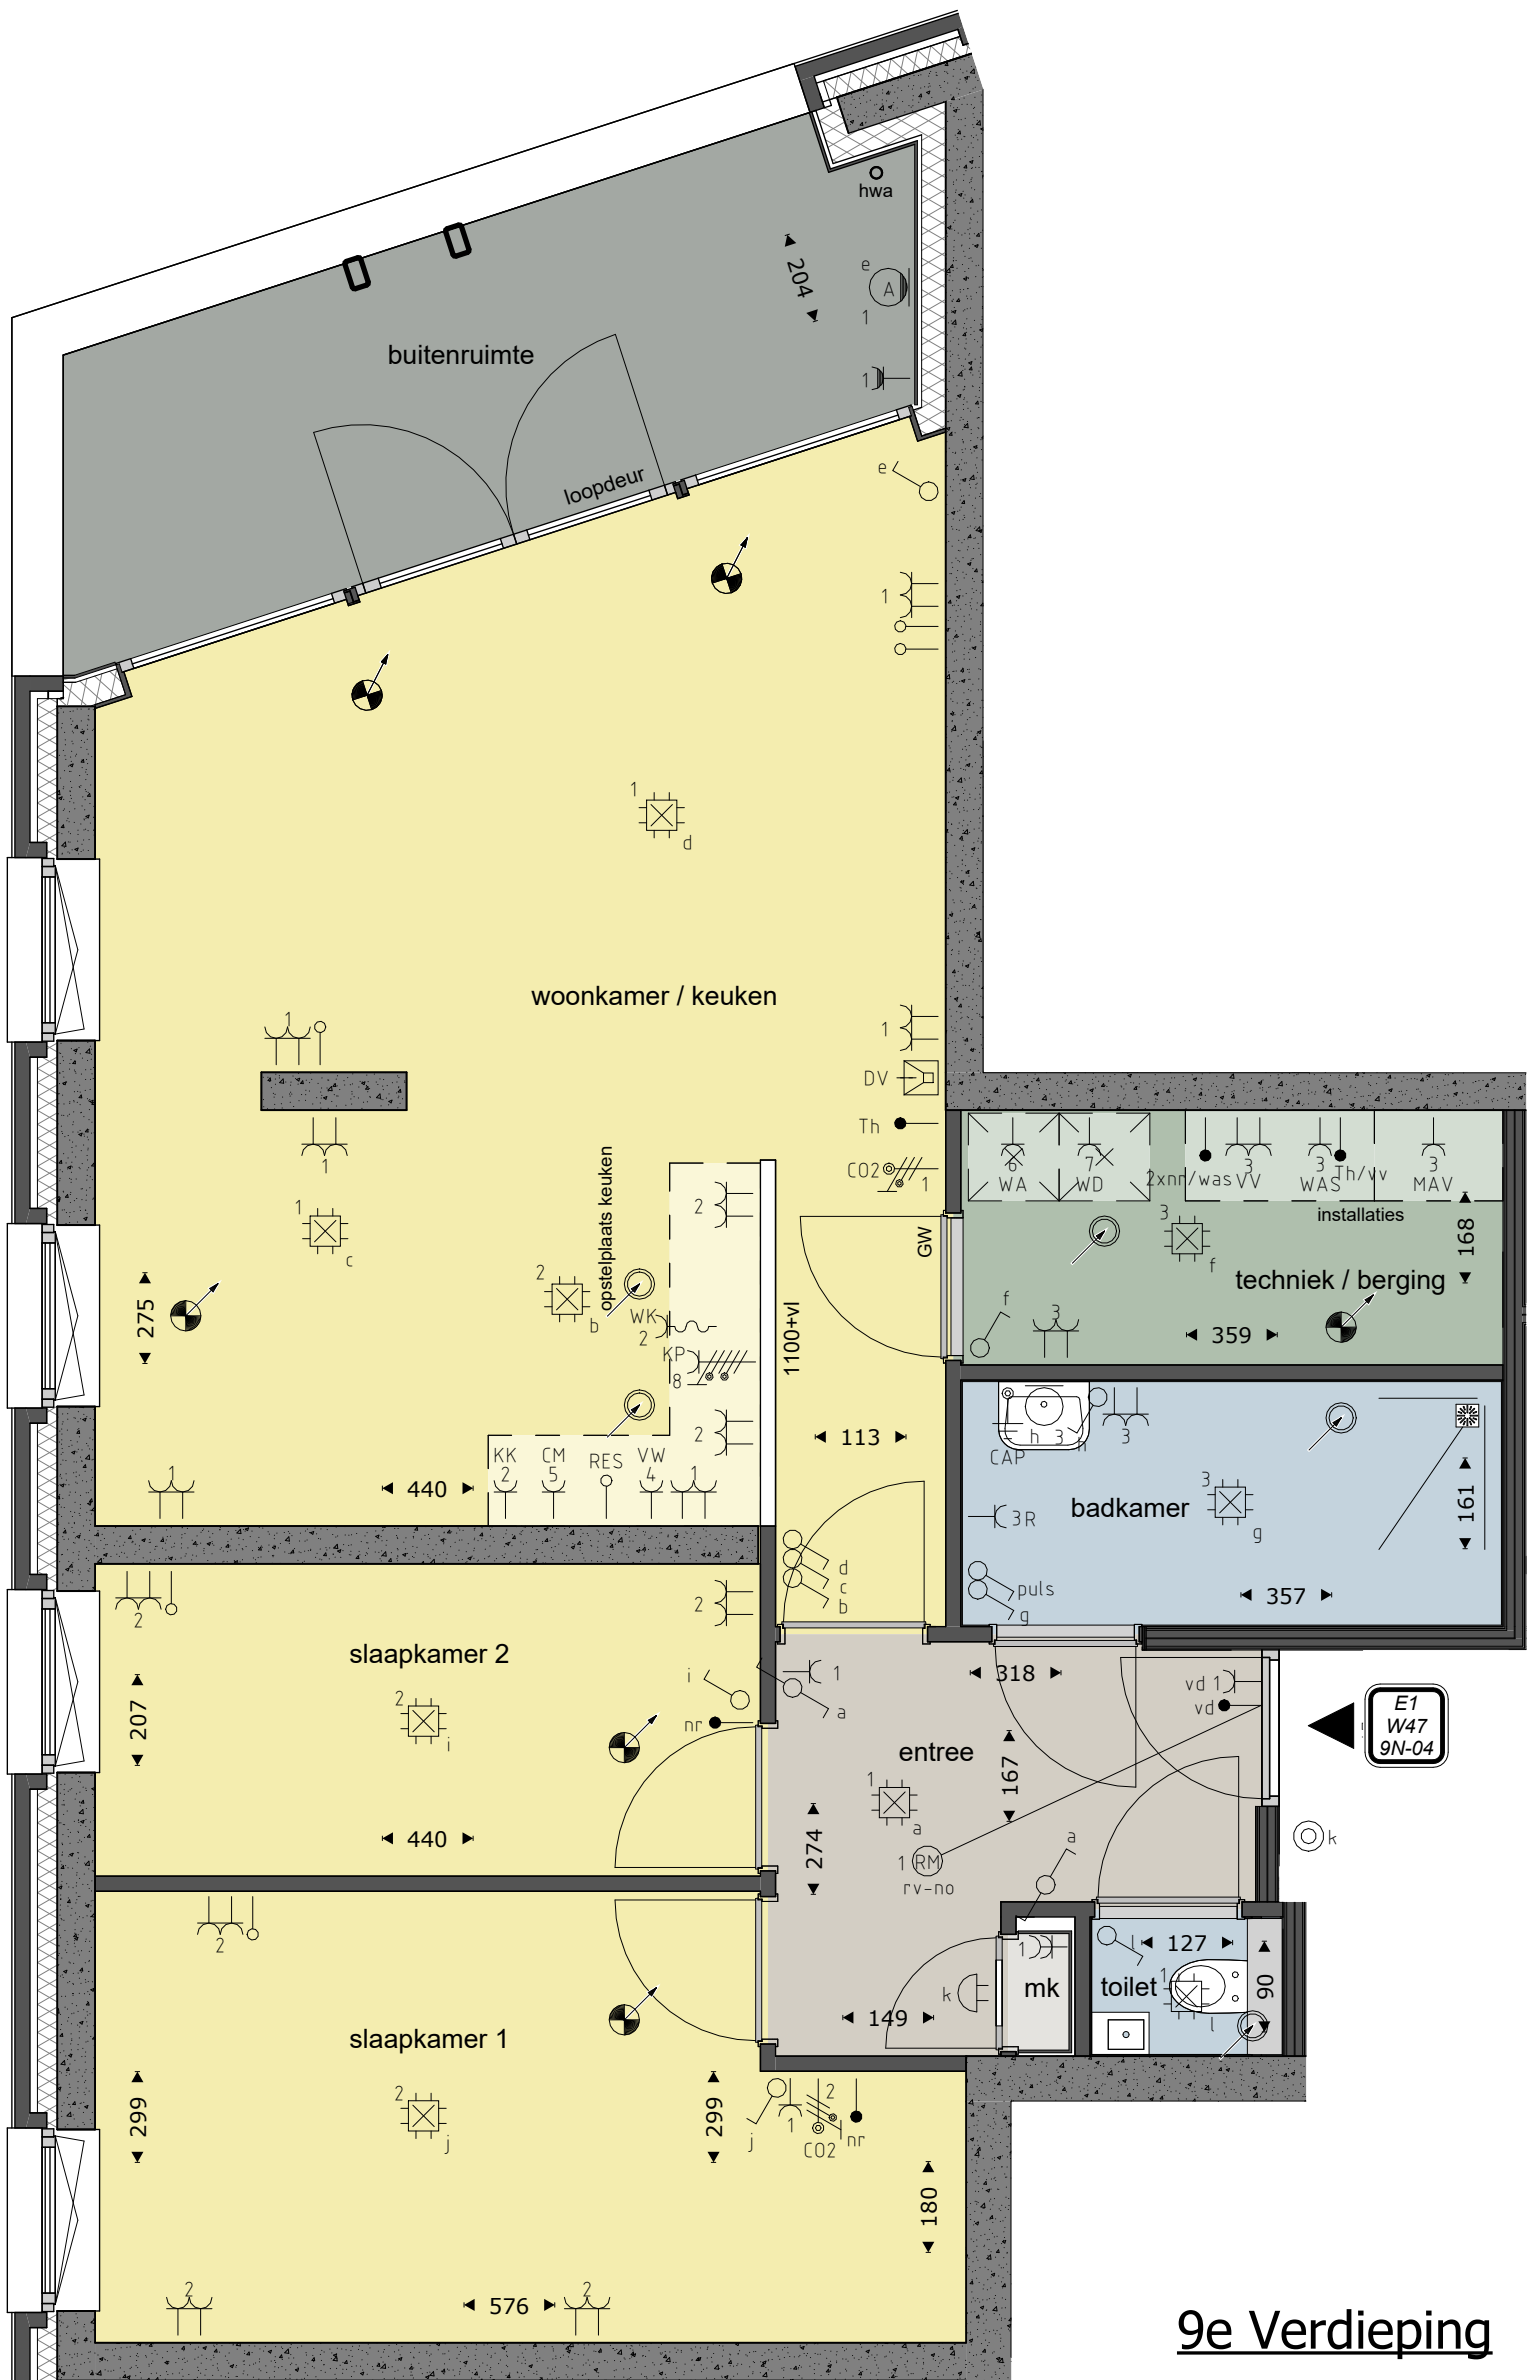 hwa
204
e
A
1
buitenruimte
1
loopdeur
e
1
1
d
woonkamer / keuken
1
1
DV
Th
CO2
1
1
1
c
opstelplaats keuken
2
2
b
WK
2
KP
8
2
GW
1100+vl
275
113
440
KK
2
CM
5
RES
VW
4
1
1
6
WA
7
WD
2xnr/was
3
VV
3
WAS
Th/vv
3
MAV
installaties
168
3
f
techniek / berging
f
3
359
h
3
h
CAP
3
3R
badkamer
3
g
161
puls
g
357
d
c
b
2
2
slaapkamer 2
207
2
i
i
nr
440
1
a
318
vd 1
vd
entree
167
1
a
274
1
RM
rv-no
a
E1
W47
9N-04
k
2
slaapkamer 1
k
1
mk
149
l
127
toilet
1
l
90
299
2
j
299
j
1
2
CO2
nr
180
2
576
2
9e Verdieping